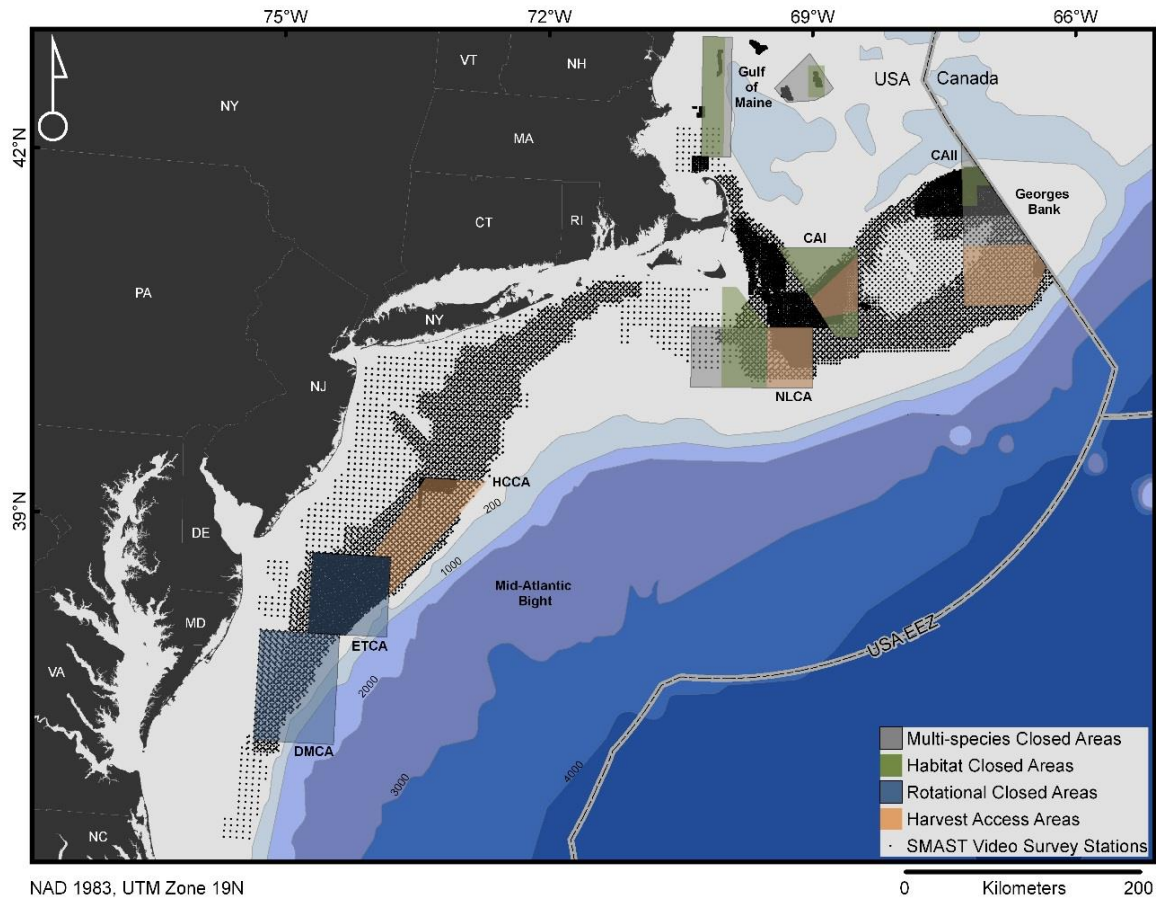 75°W 72°W 69°W 66°W
VT
NH
Gulf
of
Maine
USA
Canada
NY
MA
42°N
CAII
Georges
Bank
CT
RI
CAI
PA
NY
NJ
NLCA
HCCA
200
39°N
DE
1000
Mid-Atlantic
Bight
MD
ETCA
USA EEZ
VA
2000
DMCA
3000
4000
NC
Multi-species Closed Areas
Habitat Closed Areas
Rotational Closed Areas
Harvest Access Areas
SMAST Video Survey Stations
NAD 1983, UTM Zone 19N
0 Kilometers 200